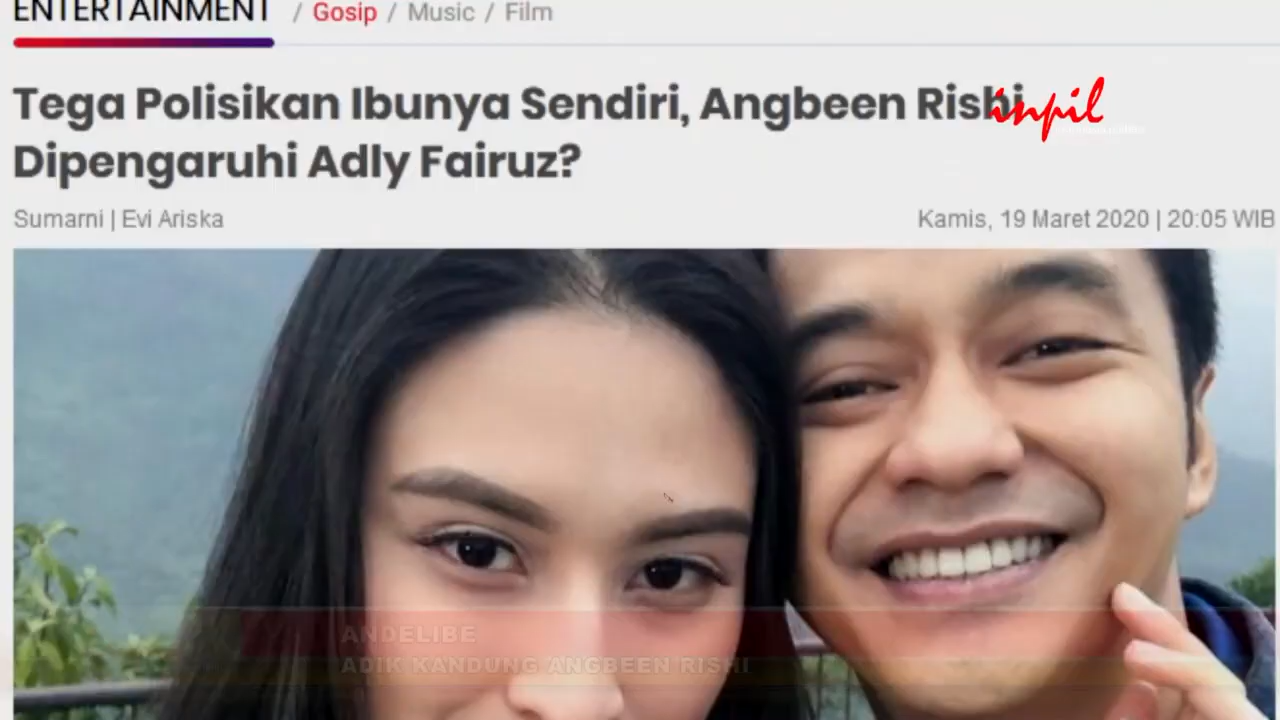 ENTERTAINMENT / Gosip / Music / Film
Tega Polisikan Ibunya Sendiri, Angbeen Rishi
inpil
Dipengaruhi Adly Fairuz?
Sumarni | Evi Ariska
Kamis, 19 Maret 2020 | 20:05 WIB
ANDELIBE
ADIK KANDUNG ANGBEEN RISHI